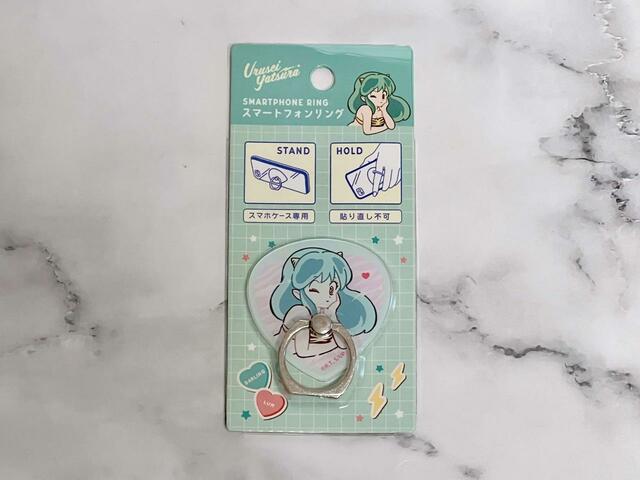 Urusei
Yatsura
SMARTPHONE RING
スマートフォンリング
STAND
HOLD
スマホケース専用
貼り直し不可
DARLING
LUM